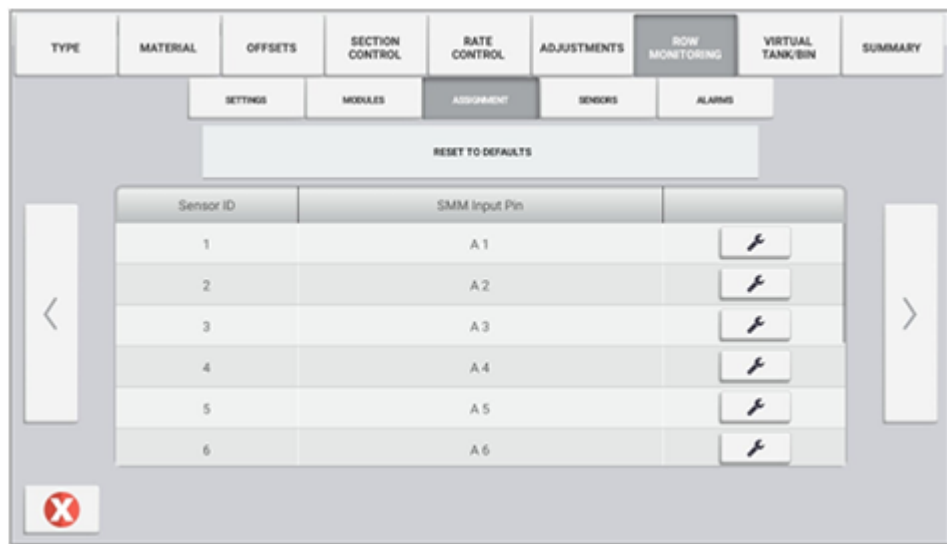 TYPE
MATERIAL
OFFSETS
SECTION
CONTROL
RATE
CONTROL
ADJUSTMENTS
ROW
MONITORING
VIRTUAL
TANK/BIN
SUMMARY
SETTINGS
MODULES
ASSIGNMENT
SENSORS
ALARMS
RESET TO DEFAULTS
Sensor ID SMM Input Pin
1 A 1
2 A 2
3 A 3
4 A 4
5 A 5
6 A 6